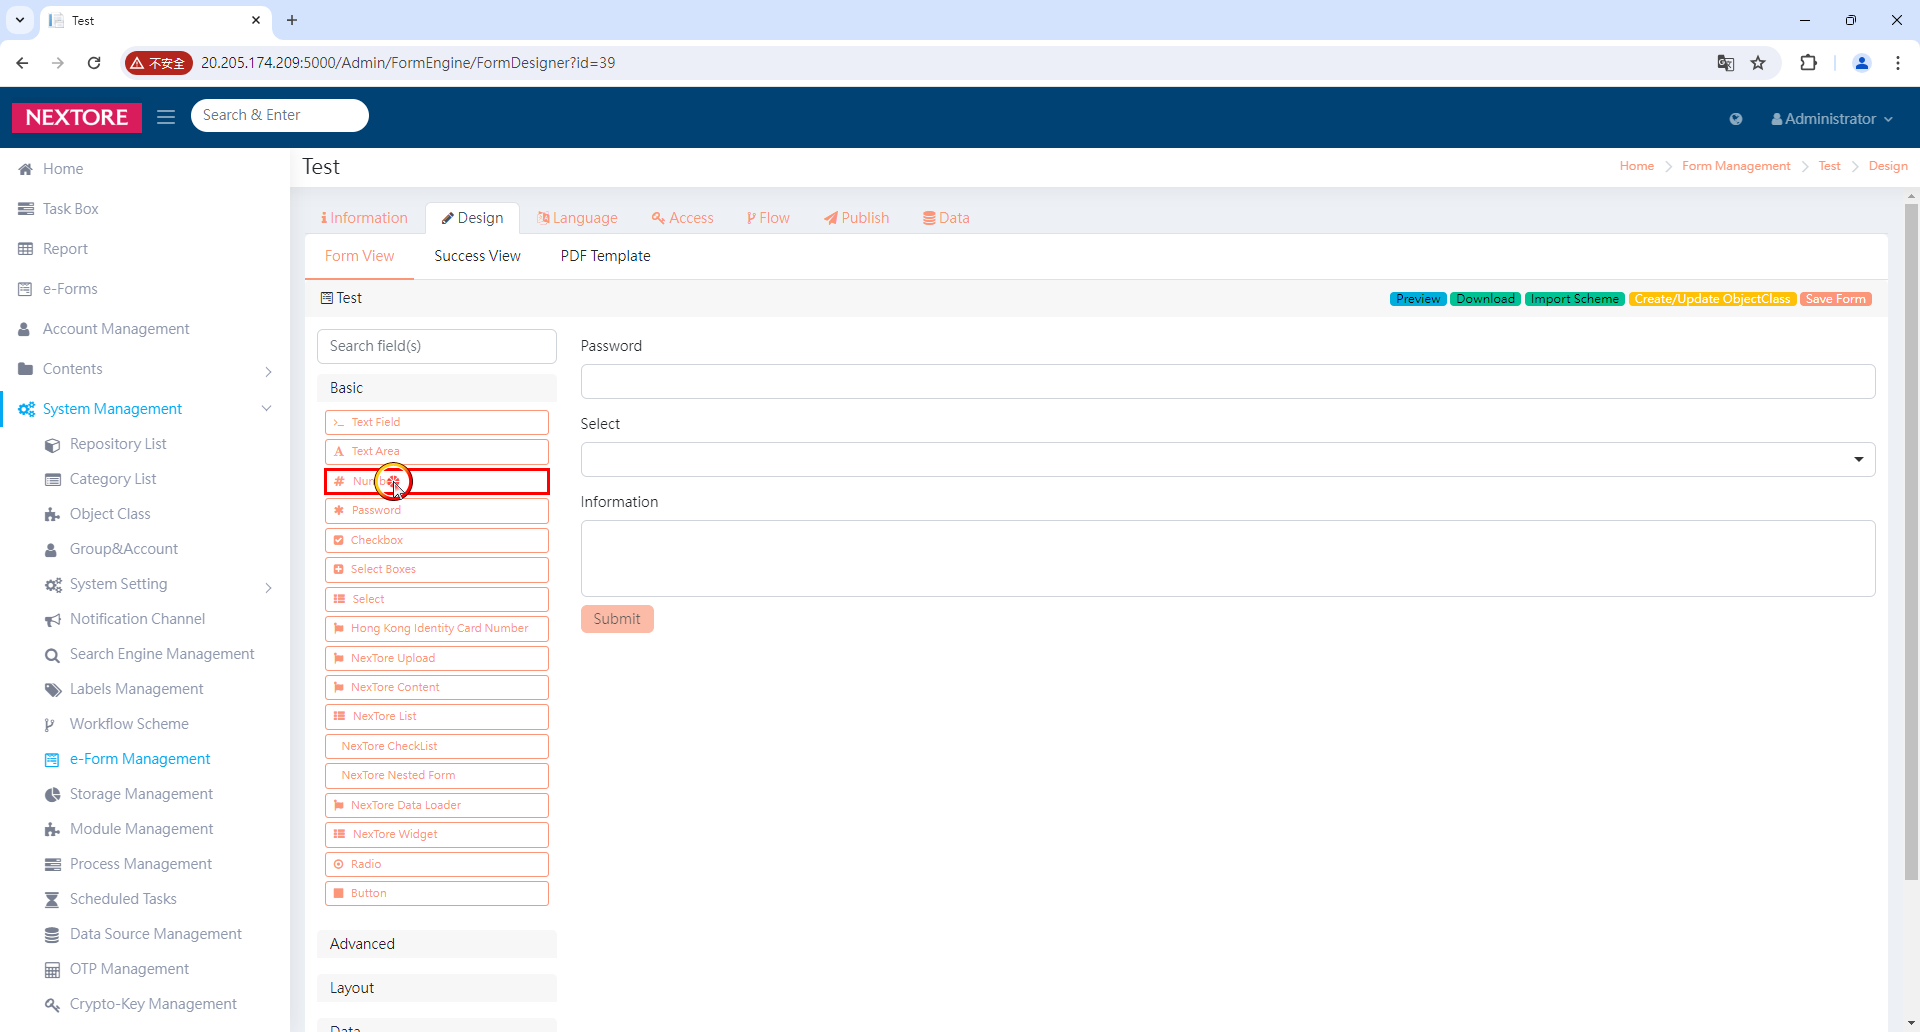 Test
不安全
20.205.174.209:5000/Admin/FormEngine/FormDesigner?id=39
NEXTORE
Search & Enter
Administrator
Home
Task Box
Report
e-Forms
Account Management
Contents
System Management
Repository List
Category List
Object Class
Group&Account
System Setting
Notification Channel
Search Engine Management
Labels Management
Workflow Scheme
e-Form Management
Storage Management
Module Management
Process Management
Scheduled Tasks
Data Source Management
OTP Management
Crypto-Key Management
Test
Home
Form Management
Test
Design
Information
Design
Language
Access
Flow
Publish
Data
Form View
Success View
PDF Template
Test
Preview
Download
Import Scheme
Create/Update ObjectClass
Save Form
Search field(s)
Basic
Text Field
Text Area
Password
Checkbox
Select Boxes
Select
Hong Kong Identity Card Number
NexTore Upload
NexTore Content
NexTore List
NexTore CheckList
NexTore Nested Form
NexTore Data Loader
NexTore Widget
Radio
Button
Advanced
Layout
Data
Password
Select
Information
Submit